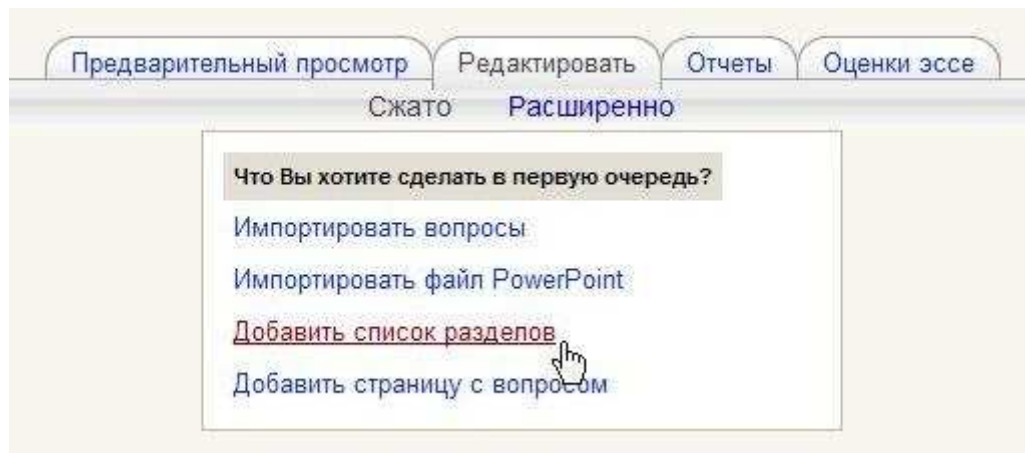 Предварительный просмотр Редактировать Отчеты Оценки эссе
Сжато Расширенно
Что Вы хотите сделать в первую очередь?
Импортировать вопросы
Импортировать файл PowerPoint
Добавить список разделов
Добавить страницу с вопросом